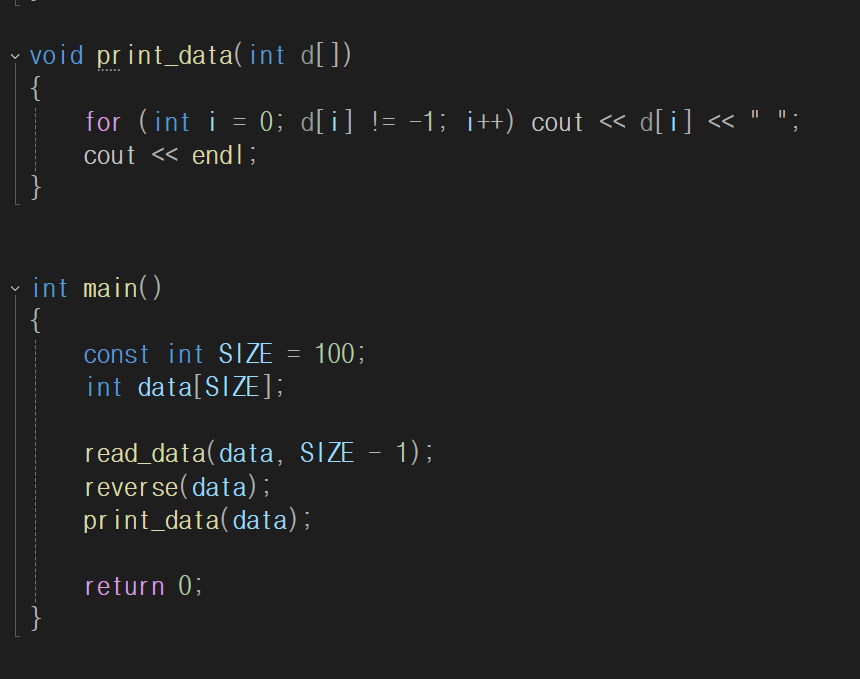 void print_data(int d[])
{
for (int i = 0; d[i] != -1; i++) cout << d[i] << " ";
cout << endl;
}
int main()
{
const int SIZE = 100;
int data[SIZE];
read_data(data, SIZE - 1);
reverse(data);
print_data(data);
return 0;
}